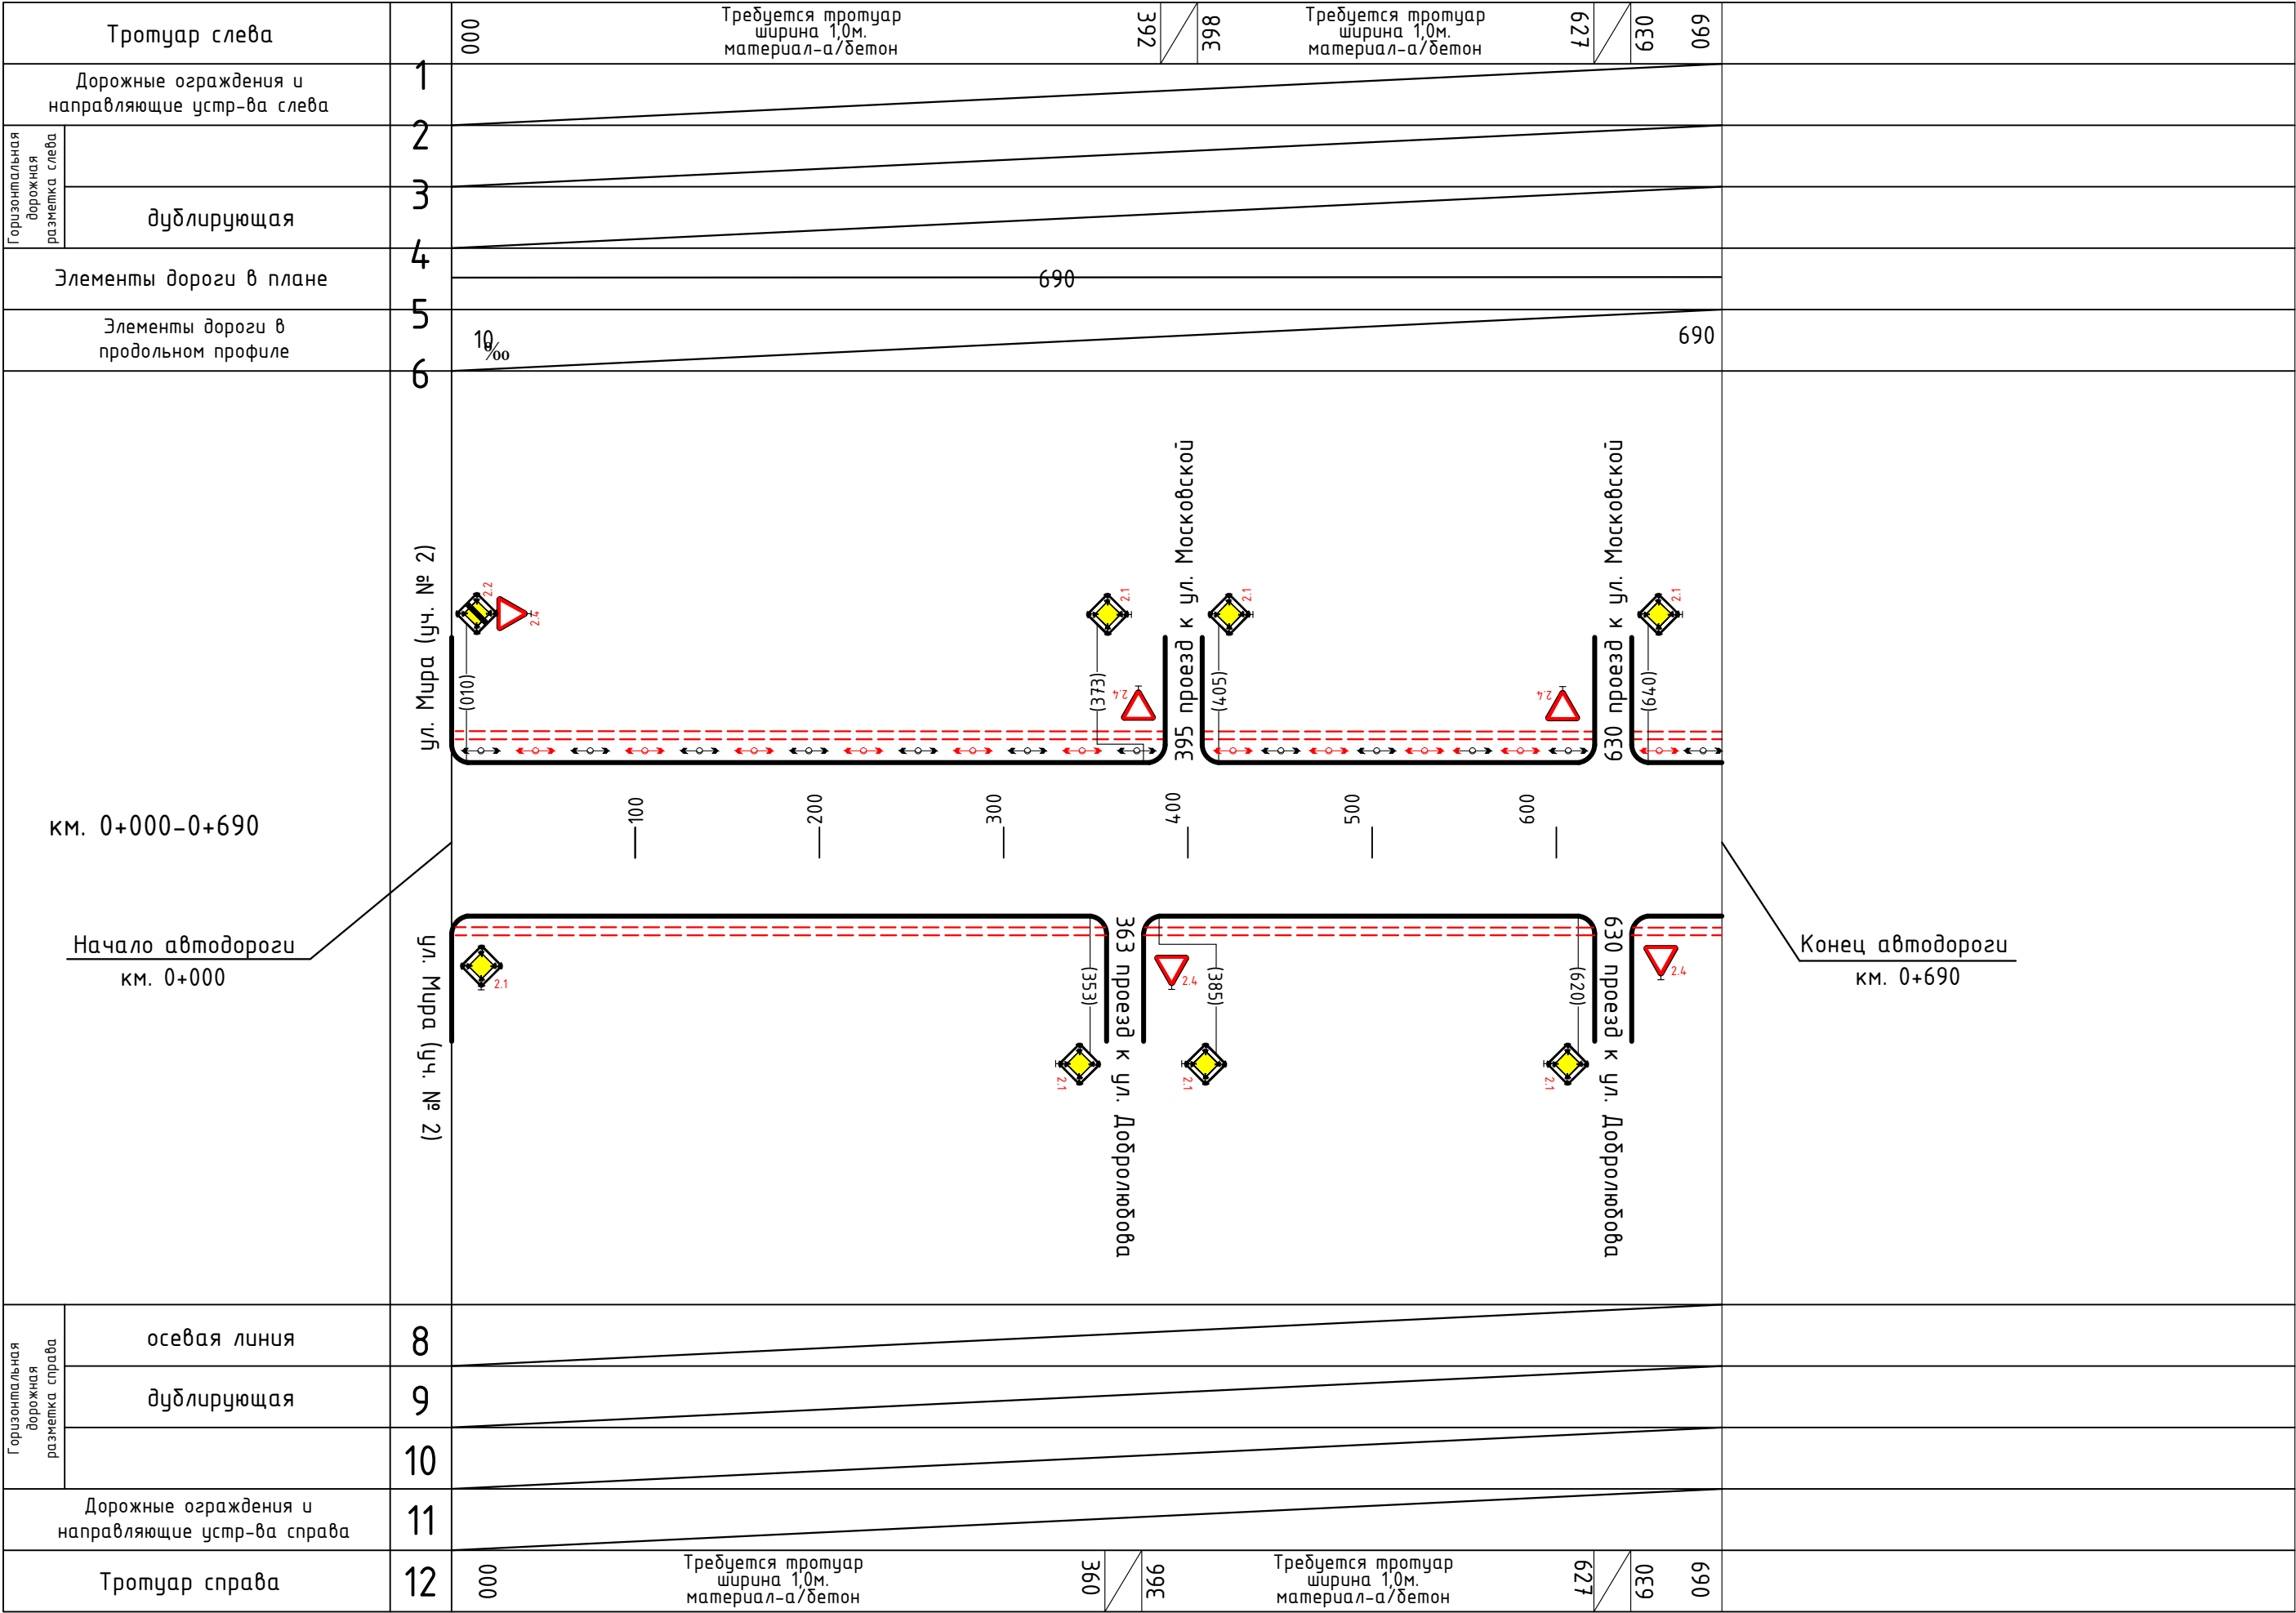 Тротуар слева
000
Требуется тротуар
ширина 1,0м.
материал-а/бетон
392
398
Требуется тротуар
ширина 1,0м.
материал-а/бетон
627
630
690
Дорожные ограждения и
направляющие устр-ва слева
1
Горизонтальная
дорожная
разметка слева
2
дублирующая
3
Элементы дороги в плане
4
690
Элементы дороги в
продольном профиле
5
10 ‰
690
6
ул. Мира (уч. № 2)
2.2
2.4
(010)
2.1
(373)
2.4
395 проезд к ул. Московской
2.1
(405)
2.4
630 проезд к ул. Московской
2.1
(640)
км. 0+000-0+690
100
200
300
400
500
600
Начало автодороги
км. 0+000
Конец автодороги
км. 0+690
ул. Мира (уч. № 2)
2.1
(353)
2.1
363 проезд к ул. Добролюбова
2.4
(385)
2.1
(620)
2.1
630 проезд к ул. Добролюбова
2.4
Горизонтальная
дорожная
разметка справа
осевая линия
8
дублирующая
9
10
Дорожные ограждения и
направляющие устр-ва справа
11
Тротуар справа
12
000
Требуется тротуар
ширина 1,0м.
материал-а/бетон
360
366
Требуется тротуар
ширина 1,0м.
материал-а/бетон
627
630
690